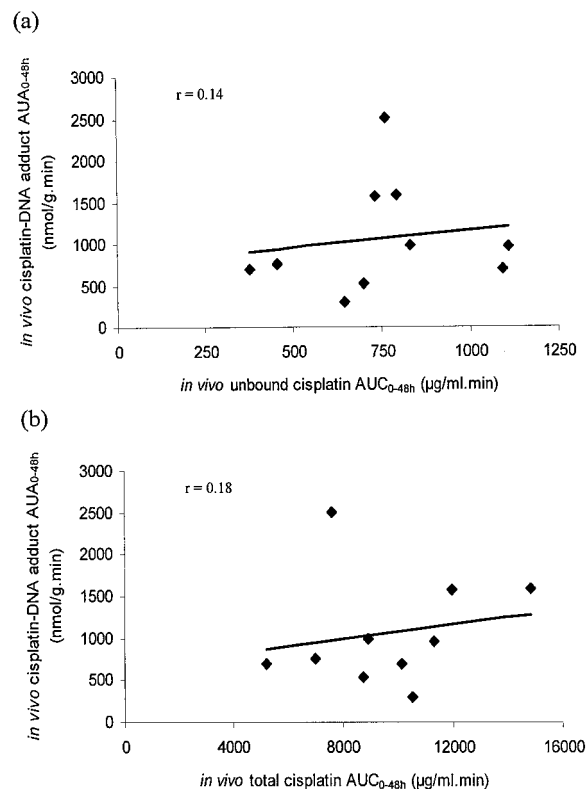 (a)
3000
2500
2000
1500
1000
500
0
r = 0.14
in vivo cisplatin-DNA adduct AUA0-48h
(nmol/g.min)
0 250 500 750 1000 1250
in vivo unbound cisplatin AUC0-48h (µg/ml.min)
(b)
3000
2500
2000
1500
1000
500
0
r = 0.18
in vivo cisplatin-DNA adduct AUA0-48h
(nmol/g.min)
0 4000 8000 12000 16000
in vivo total cisplatin AUC0-48h (µg/ml.min)